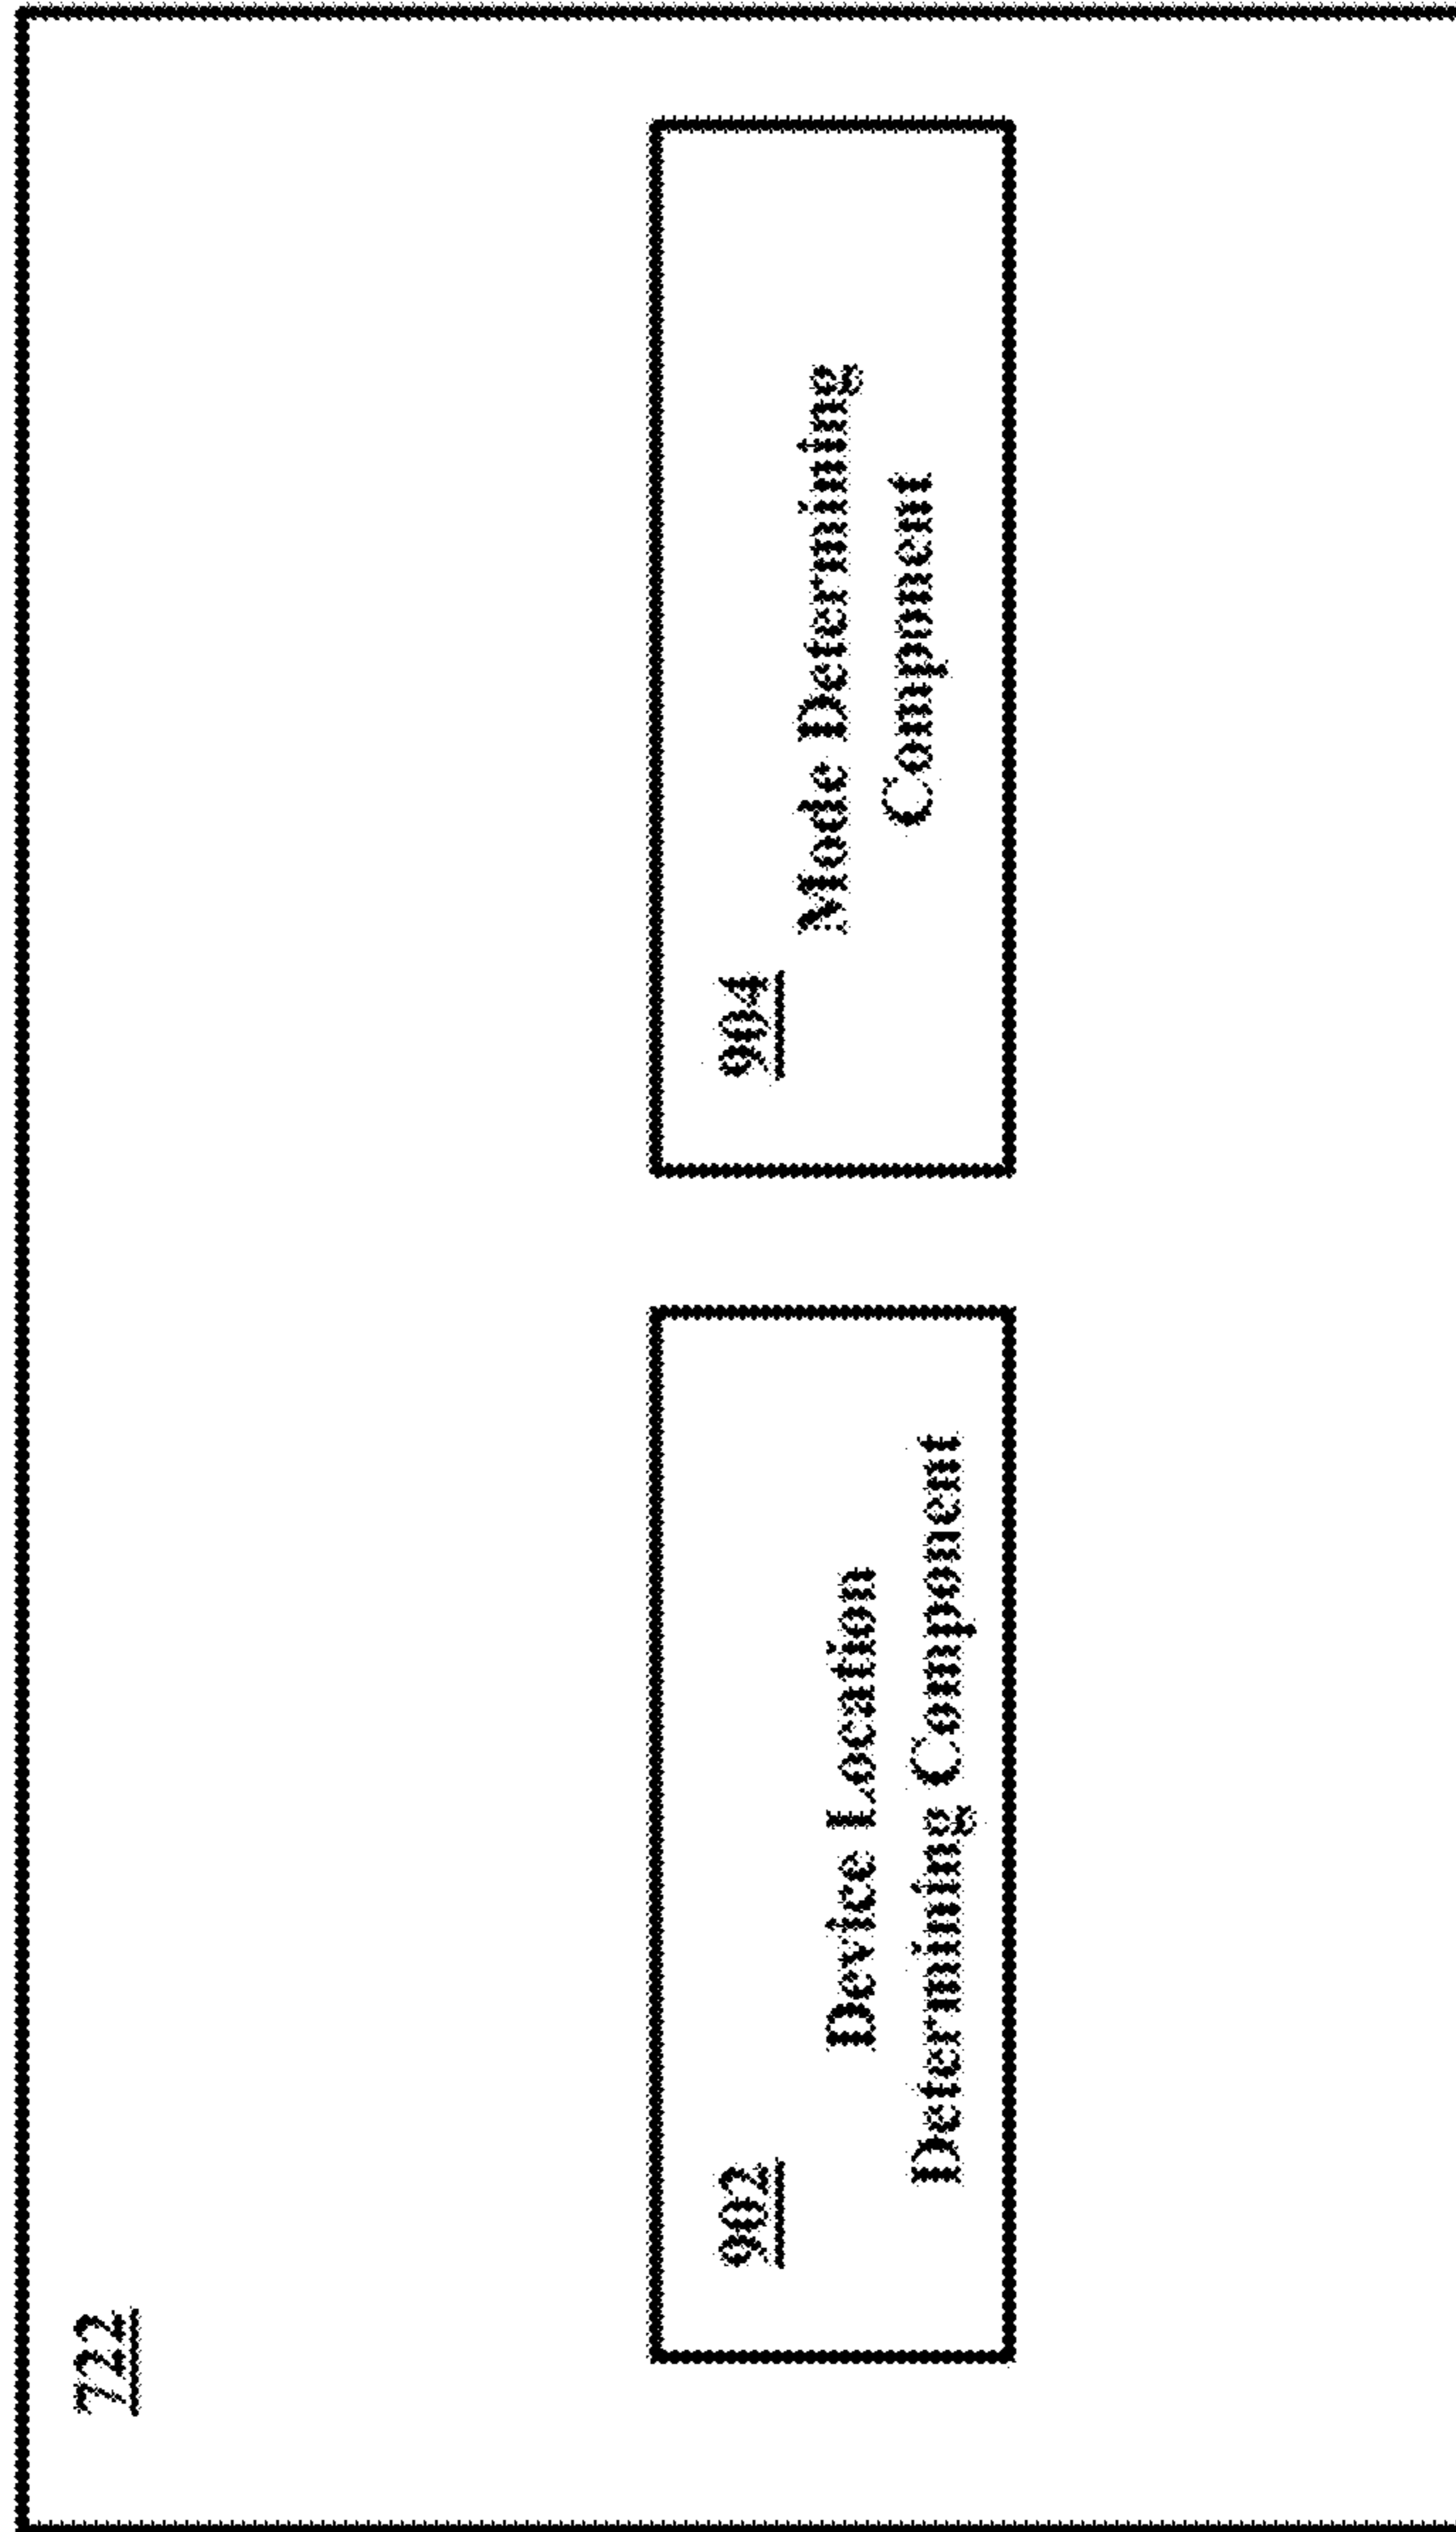 722
902
Device Location
Determining Component
904
Mode Determining
Component